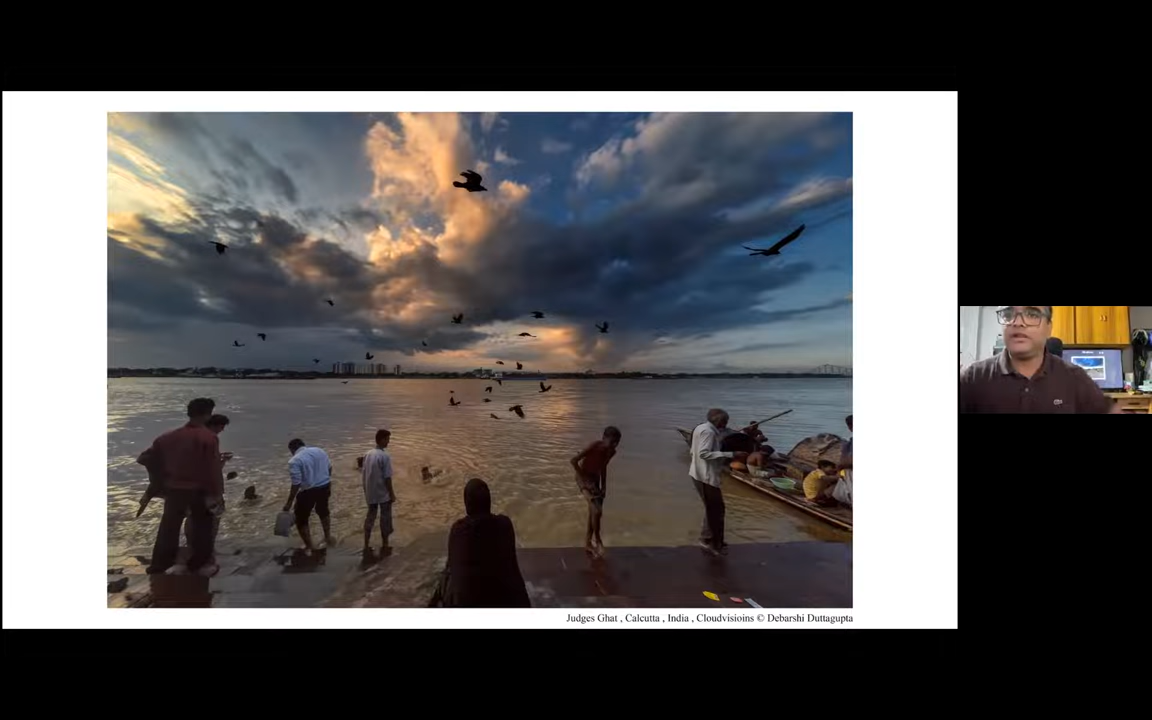 Judges Ghat , Calcutta , India , Cloudvisioins © Debarshi Duttagupta